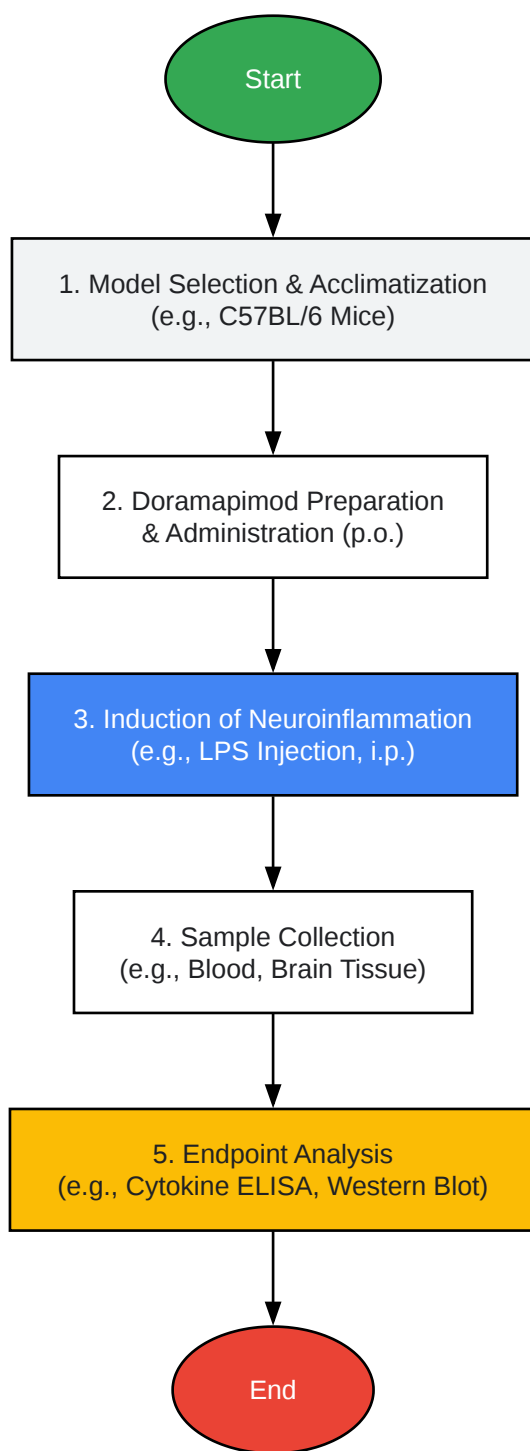 Start
1. Model Selection & Acclimatization
(e.g., C57BL/6 Mice)
2. Doramapimod Preparation
& Administration (p.o.)
3. Induction of Neuroinflammation
(e.g., LPS Injection, i.p.)
4. Sample Collection
(e.g., Blood, Brain Tissue)
5. Endpoint Analysis
(e.g., Cytokine ELISA, Western Blot)
End